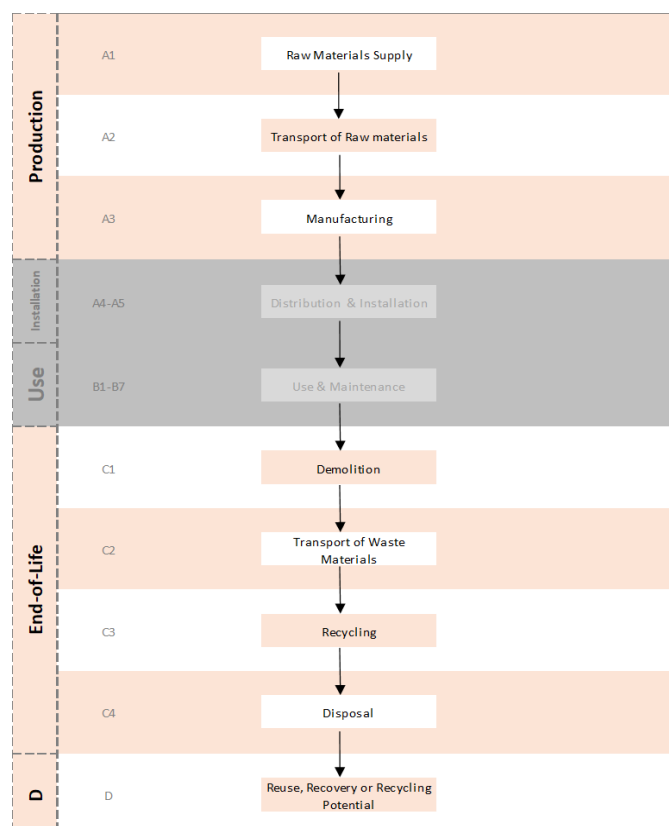 Production
A1
Raw Materials Supply
A2
Transport of Raw materials
A3
Manufacturing
Installation
A4-A5
Distribution & Installation
Use
B1-B7
Use & Maintenance
End-of-Life
C1
Demolition
C2
Transport of Waste
Materials
C3
Recycling
C4
Disposal
D
D
Reuse, Recovery or Recycling
Potential